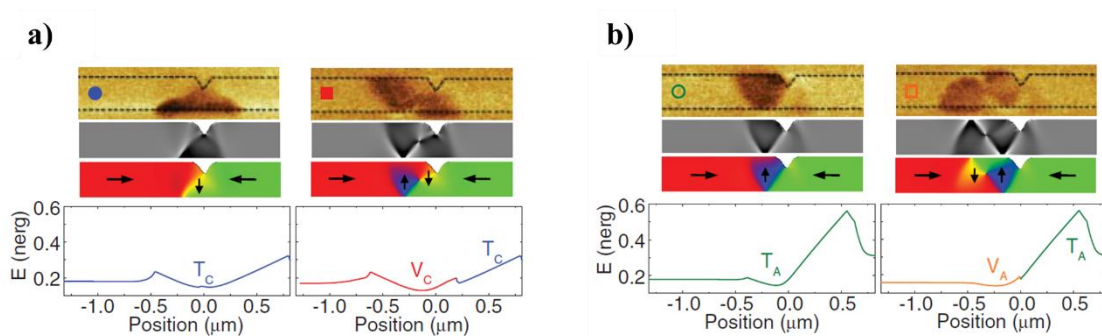 a)
b)
E (nerg)
0.6
0.4
0.2
T_C
V_C
T_C
-1.0 -0.5 0.0 0.5
-1.0 -0.5 0.0 0.5
Position (μm)
Position (μm)
E (nerg)
0.6
0.4
0.2
T_A
V_A
T_A
-1.0 -0.5 0.0 0.5
-1.0 -0.5 0.0 0.5
Position (μm)
Position (μm)